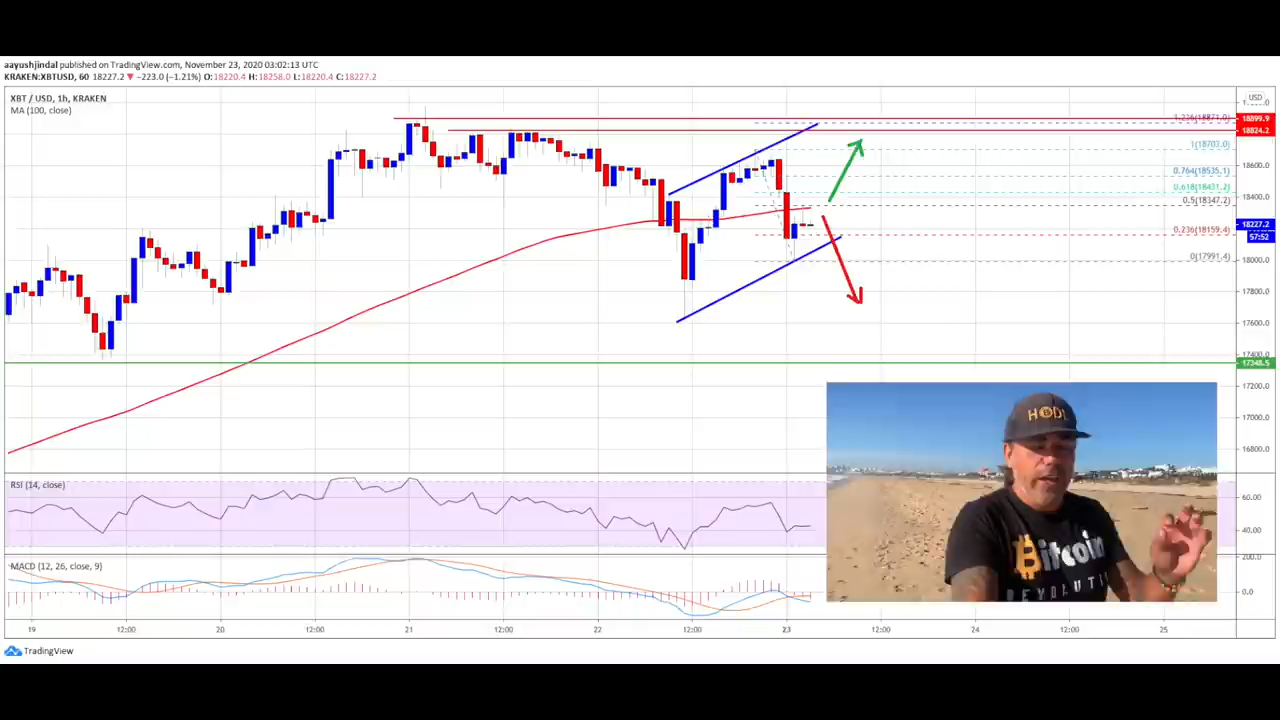 aayushjindal published on TradingView.com, November 23, 2020 03:02:13 UTC
KRAKEN:XBTUSD, 60 18227.2 ▼ −223.0 (−1.21%) O:18220.4 H:18258.0 L:18220.4 C:18227.2
XBT / USD, 1h, KRAKEN
MA (100, close)
USD
1.236(18871.0)
18899.9
18824.2
1(18703.0)
18600.0
0.764(18535.1)
0.618(18431.2)
18400.0
0.5(18347.2)
18227.2
0.236(18159.4)
57:52
0(17991.4)
18000.0
17800.0
17600.0
17400.0
17200.0
17000.0
16800.0
RSI (14, close)
60.00
40.00
MACD (12, 26, close, 9)
200.0
0.0
HODL
Bitcoin
19 12:00 20 12:00 21 12:00 22 12:00 23 12:00 24 12:00 25
TradingView